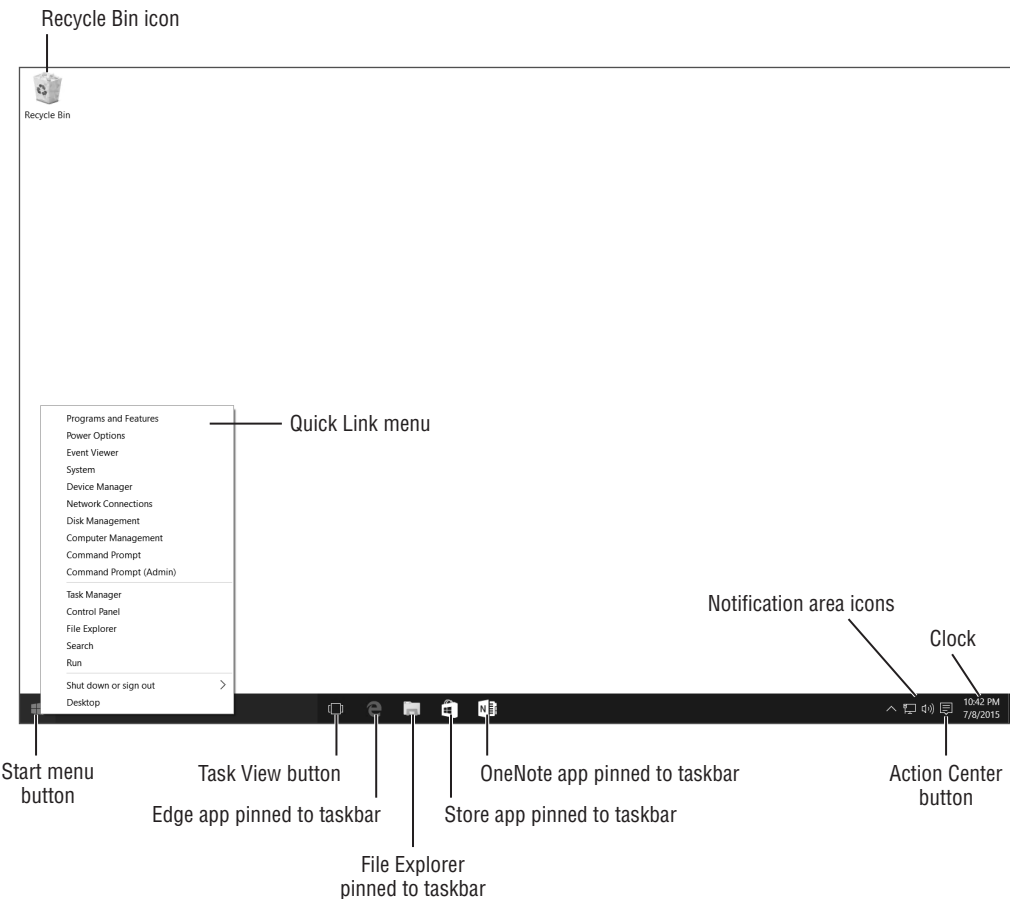 Recycle Bin icon
Recycle Bin
Programs and Features
Power Options
Event Viewer
System
Device Manager
Network Connections
Disk Management
Computer Management
Command Prompt
Command Prompt (Admin)
Task Manager
Control Panel
File Explorer
Search
Run
Shut down or sign out
Desktop
Quick Link menu
Notification area icons
Clock
N
10:42 PM
7/8/2015
Start menu
button
Task View button
OneNote app pinned to taskbar
Action Center
button
Edge app pinned to taskbar
Store app pinned to taskbar
File Explorer
pinned to taskbar